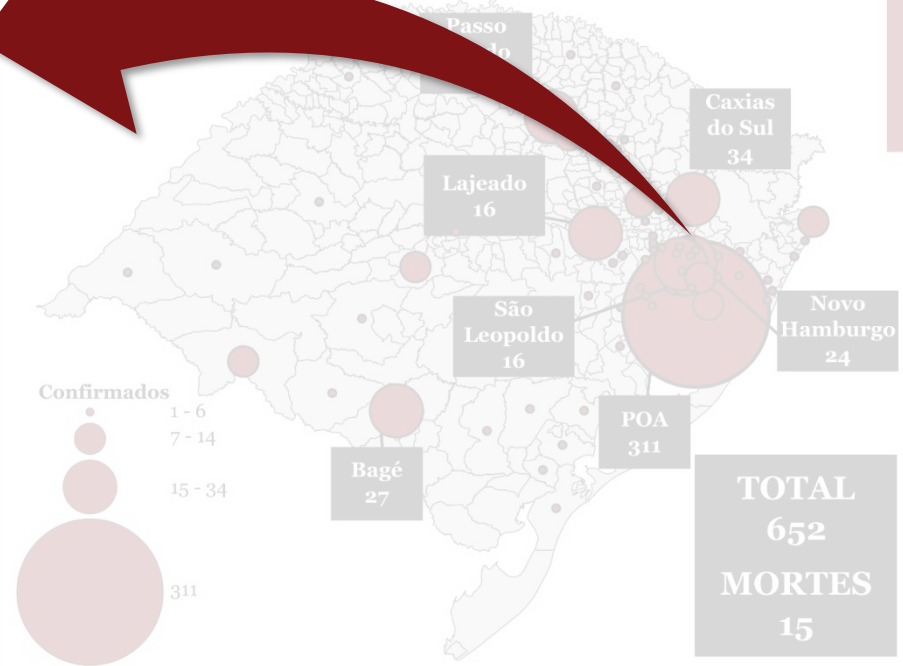 Passo
Caxias
do Sul
34
Lajeado
16
São
Leopoldo
16
Novo
Hamburgo
24
Confirmados
1 - 6
7 - 14
15 - 34
311
POA
311
Bagé
27
TOTAL
652
MORTES
15